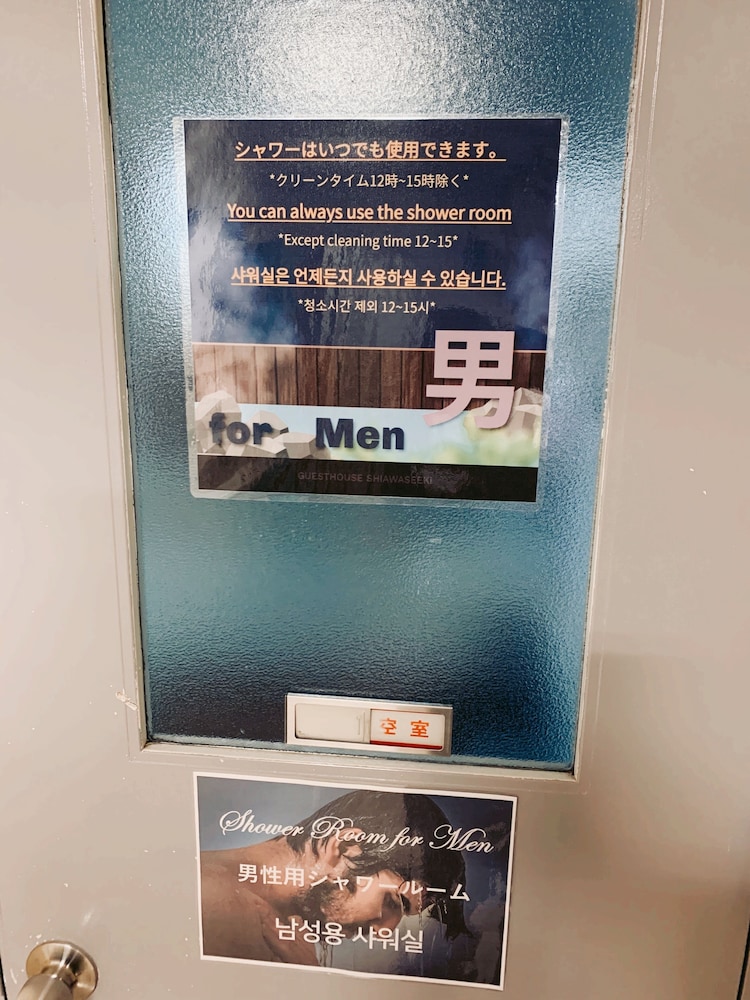 シャワーはいつでも使用できます。
*クリーンタイム12時~15時除く*
You can always use the shower room
*Except cleaning time 12~15*
샤워실은 언제든지 사용하실 수 있습니다.
*청소시간 제외 12~15시*
男
for Men
GUESTHOUSE SHIAWASEEKI
空室
Shower Room for Men
男性用シャワールーム
남성용 샤워실